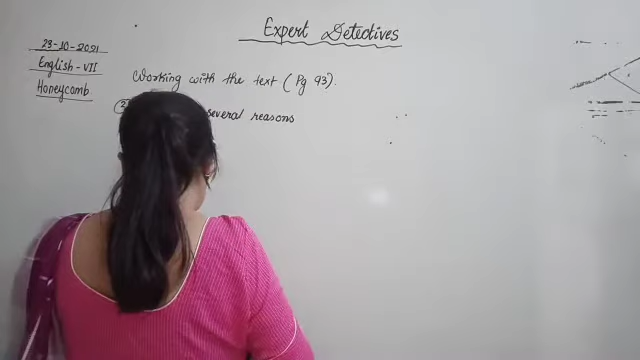 Expert Detectives
23-10-2021
English-VII
Honeycomb
Working with the text (Pg 93).
several reasons